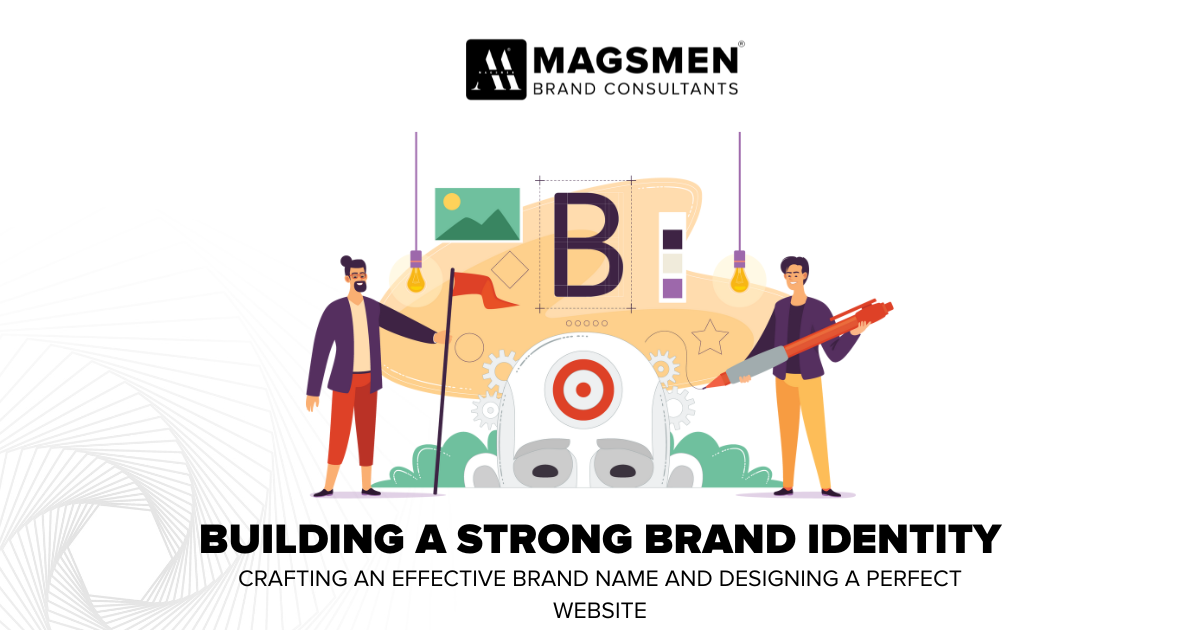 MAGSMEN®
BRAND CONSULTANTS
B
BUILDING A STRONG BRAND IDENTITY
CRAFTING AN EFFECTIVE BRAND NAME AND DESIGNING A PERFECT
WEBSITE